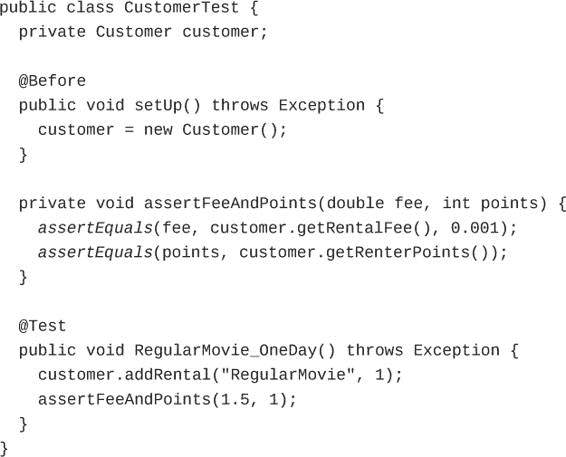 public class CustomerTest {
  private Customer customer;

  @Before
  public void setUp() throws Exception {
    customer = new Customer();
  }

  private void assertFeeAndPoints(double fee, int points) {
    assertEquals(fee, customer.getRentalFee(), 0.001);
    assertEquals(points, customer.getRenterPoints());
  }

  @Test
  public void RegularMovie_OneDay() throws Exception {
    customer.addRental("RegularMovie", 1);
    assertFeeAndPoints(1.5, 1);
  }
}